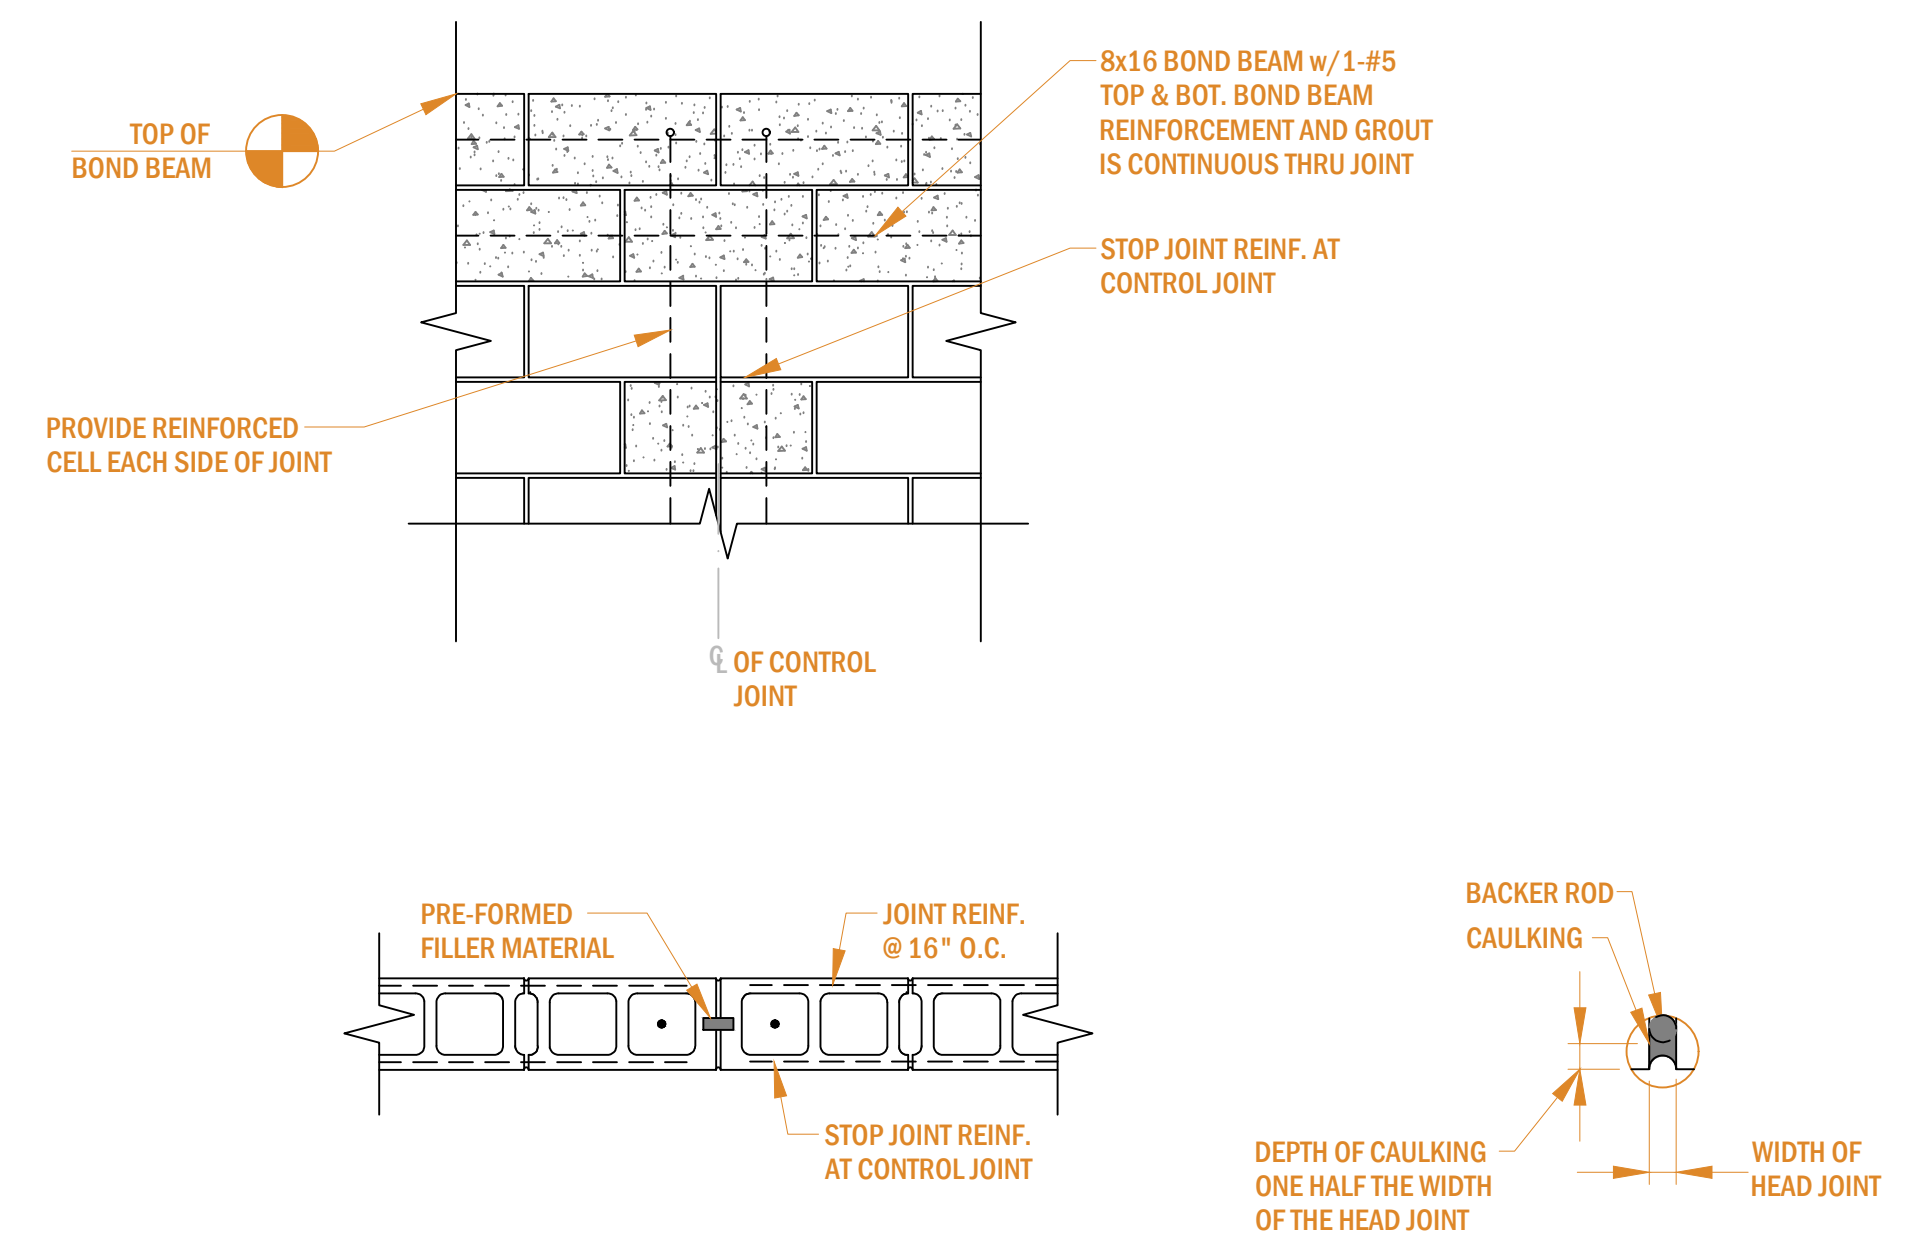 8x16 BOND BEAM w/1-#5
TOP & BOT. BOND BEAM
REINFORCEMENT AND GROUT
IS CONTINUOUS THRU JOINT
TOP OF
BOND BEAM
STOP JOINT REINF. AT
CONTROL JOINT
PROVIDE REINFORCED
CELL EACH SIDE OF JOINT
℄ OF CONTROL
JOINT
PRE-FORMED
FILLER MATERIAL
JOINT REINF.
@ 16" O.C.
STOP JOINT REINF.
AT CONTROL JOINT
BACKER ROD
CAULKING
DEPTH OF CAULKING
ONE HALF THE WIDTH
OF THE HEAD JOINT
WIDTH OF
HEAD JOINT